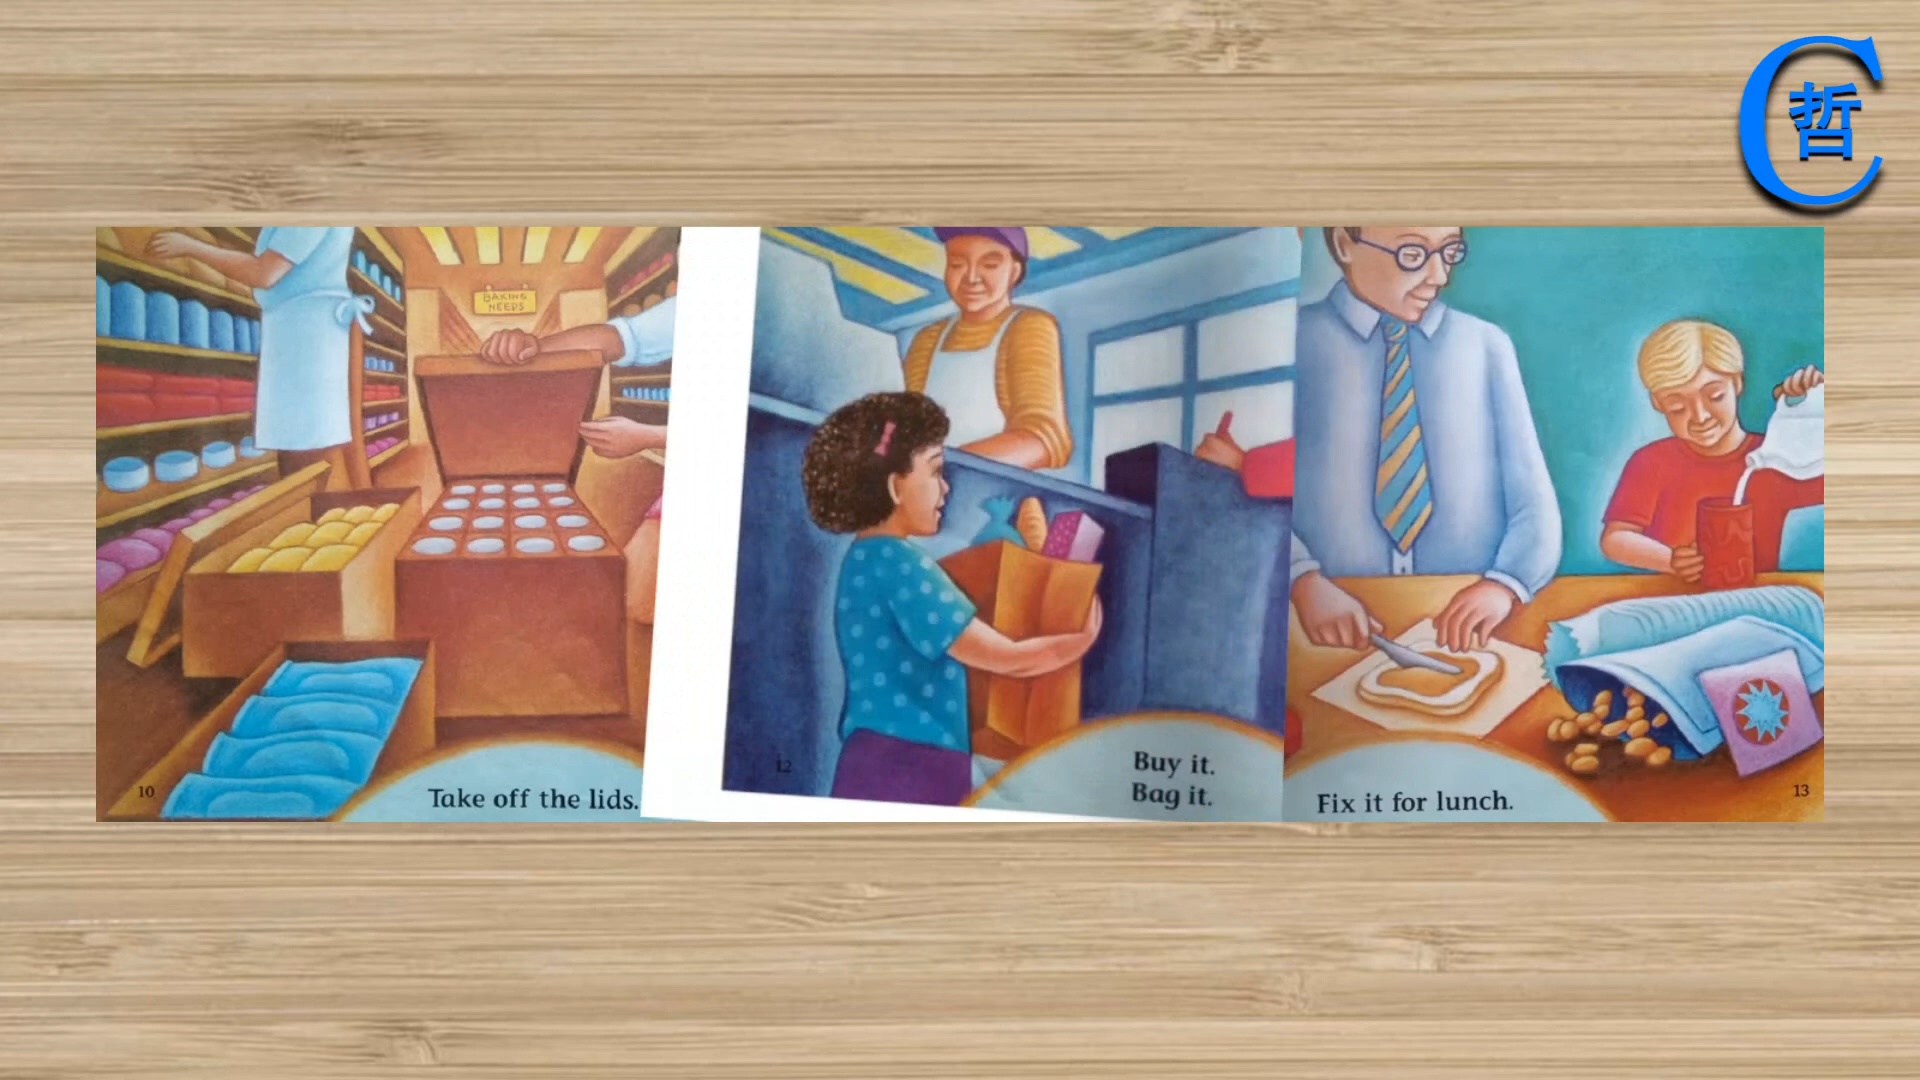 C
哲
BAKING
NEEDS
10
Take off the lids.
12
Buy it.
Bag it.
Fix it for lunch.
13